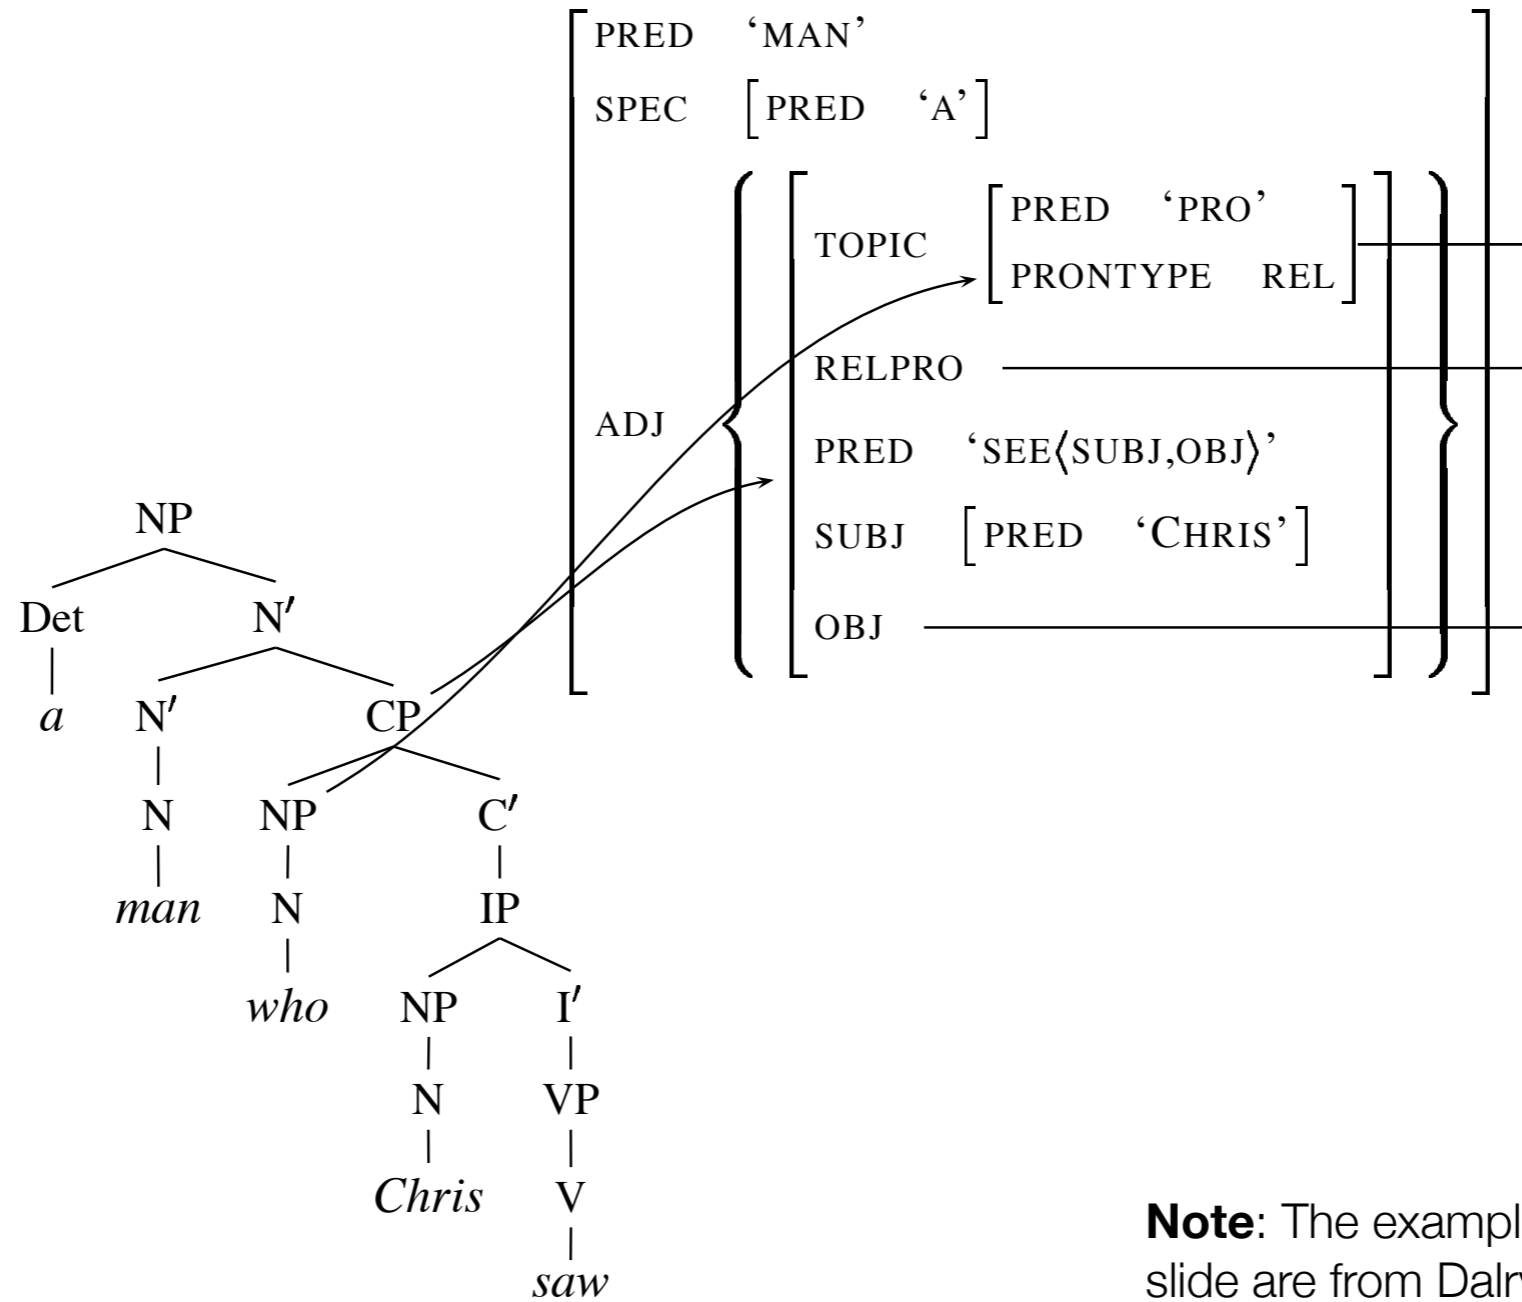 PRED ‘MAN’
SPEC [PRED ‘A’]
TOPIC [PRED ‘PRO’
PRONTYPE REL]
RELPRO
ADJ
PRED ‘SEE⟨SUBJ,OBJ⟩’
SUBJ [PRED ‘CHRIS’]
OBJ
NP
Det N′
a N′ CP
N NP C′
man N IP
who NP I′
N VP
Chris V
saw
Note: The exampl
slide are from Dalr